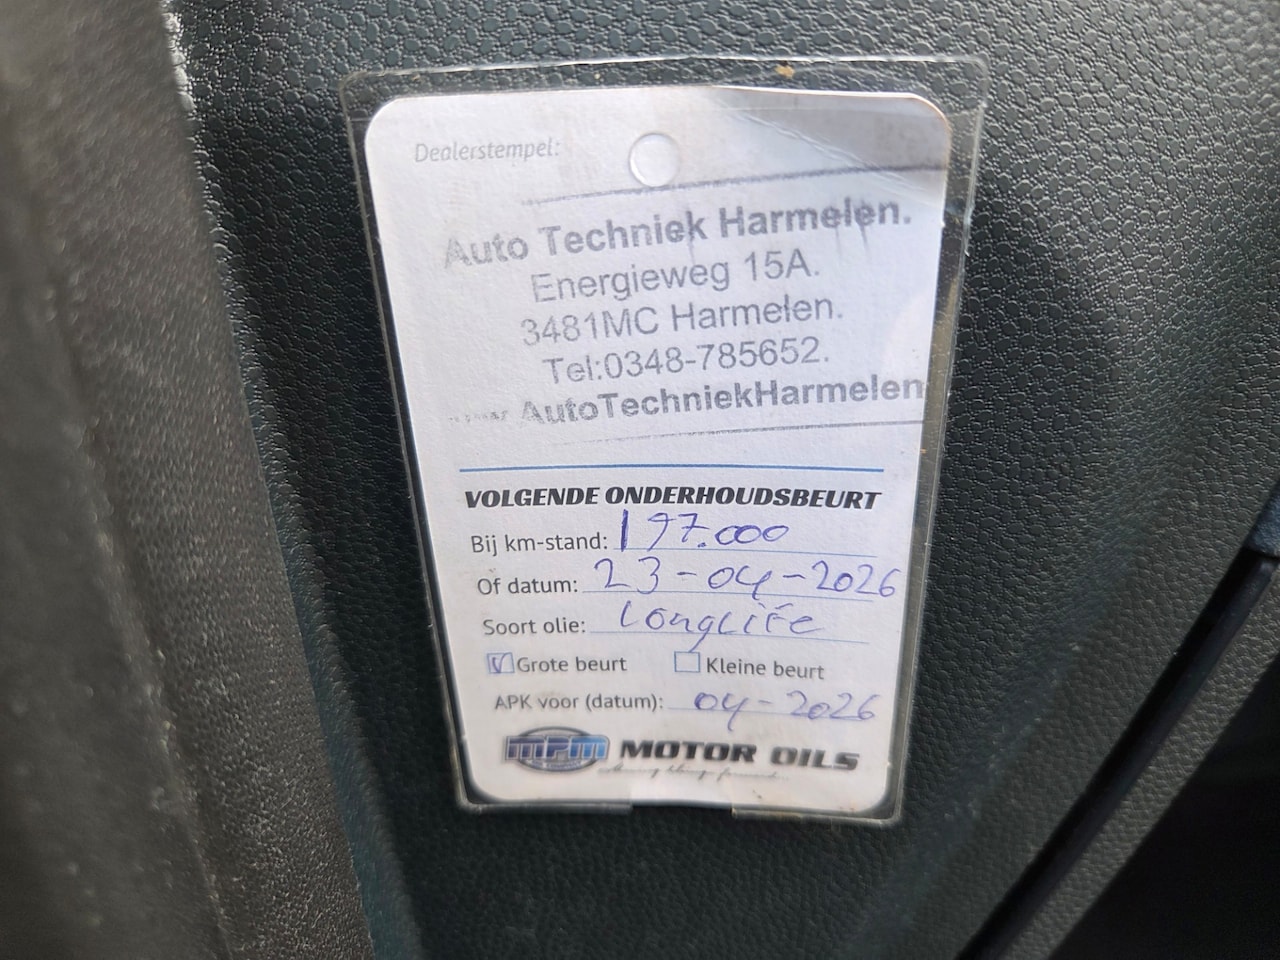 Dealerstempel:
Auto Techniek Harmelen.
Energieweg 15A.
3481MC Harmelen.
Tel:0348-785652.
AutoTechniekHarmelen
VOLGENDE ONDERHOUDSBEURT
Bij km-stand: 197.000
Of datum: 23-04-2026
Soort olie: LONGLIFE
Grote beurt Kleine beurt
APK voor (datum): 04-2026
MPM MOTOR OILS